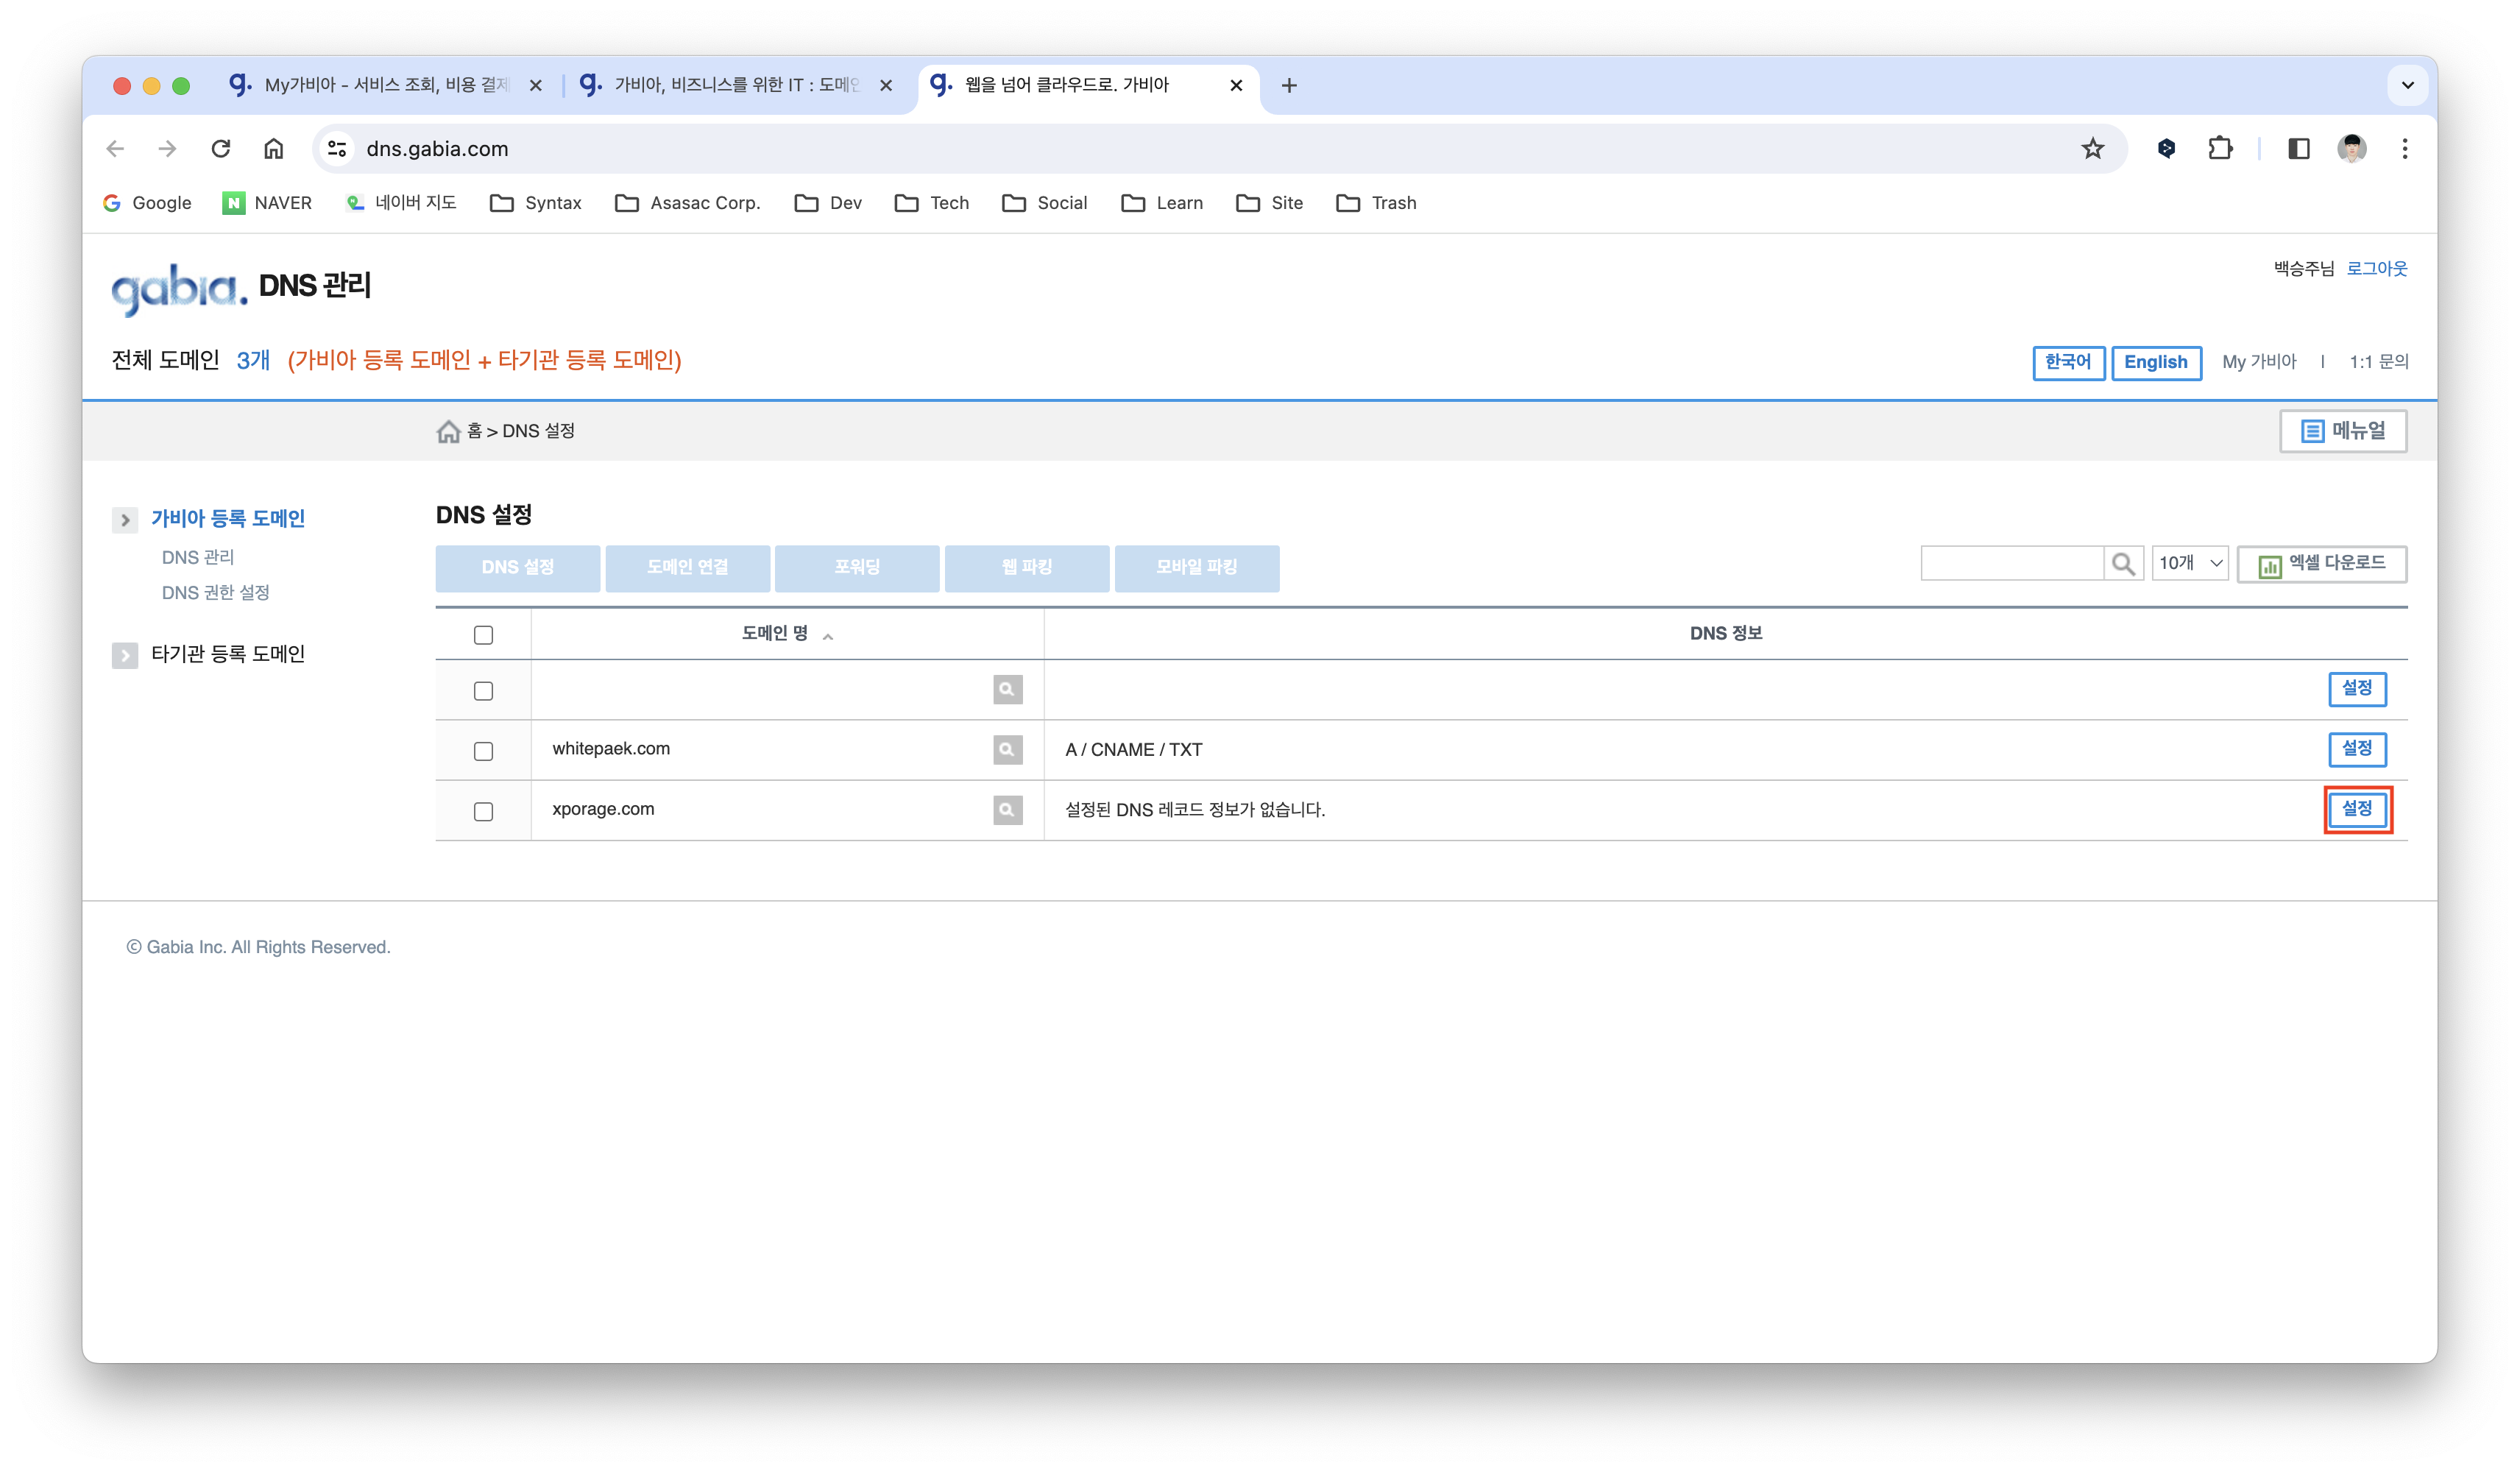 My가비아 - 서비스 조회, 비용 결제
가비아, 비즈니스를 위한 IT : 도메인
웹을 넘어 클라우드로. 가비아
dns.gabia.com
Google NAVER 네이버 지도 Syntax Asasac Corp. Dev Tech Social Learn Site Trash
gabia. DNS 관리
백승주님 로그아웃
전체 도메인 3개 (가비아 등록 도메인 + 타기관 등록 도메인)
한국어 English My 가비아 | 1:1 문의
홈 > DNS 설정
메뉴얼
가비아 등록 도메인
DNS 관리
DNS 권한 설정
타기관 등록 도메인
DNS 설정
DNS 설정 도메인 연결 포워딩 웹 파킹 모바일 파킹
10개 엑셀 다운로드
도메인 명 DNS 정보
설정
whitepaek.com A / CNAME / TXT 설정
xporage.com 설정된 DNS 레코드 정보가 없습니다. 설정
© Gabia Inc. All Rights Reserved.